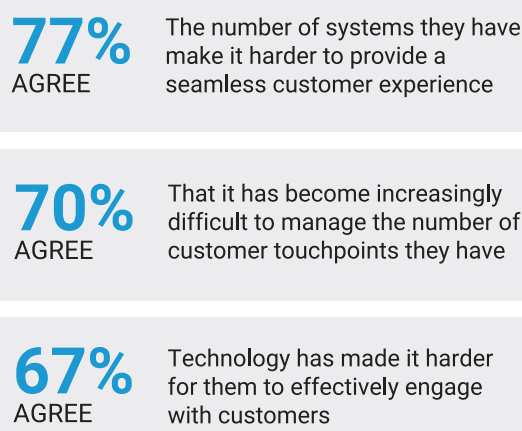 77%
AGREE
The number of systems they have
make it harder to provide a
seamless customer experience
70%
AGREE
That it has become increasingly
difficult to manage the number of
customer touchpoints they have
67%
AGREE
Technology has made it harder
for them to effectively engage
with customers